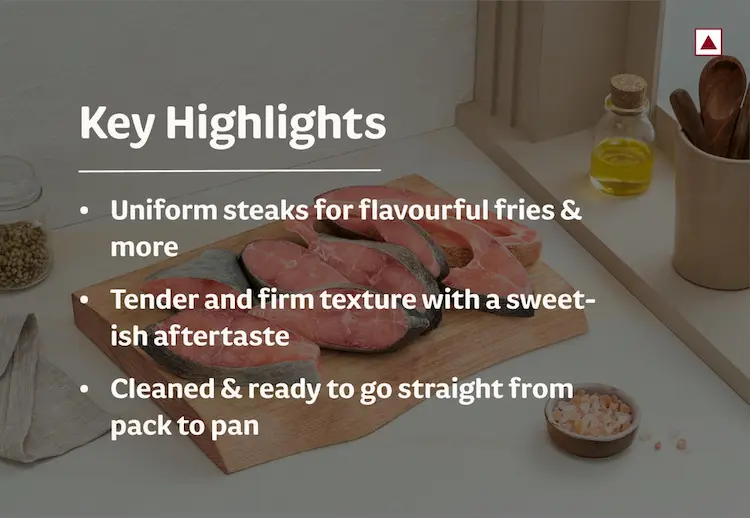 Key Highlights
• Uniform steaks for flavourful fries &
more
• Tender and firm texture with a sweet-
ish aftertaste
• Cleaned & ready to go straight from
pack to pan